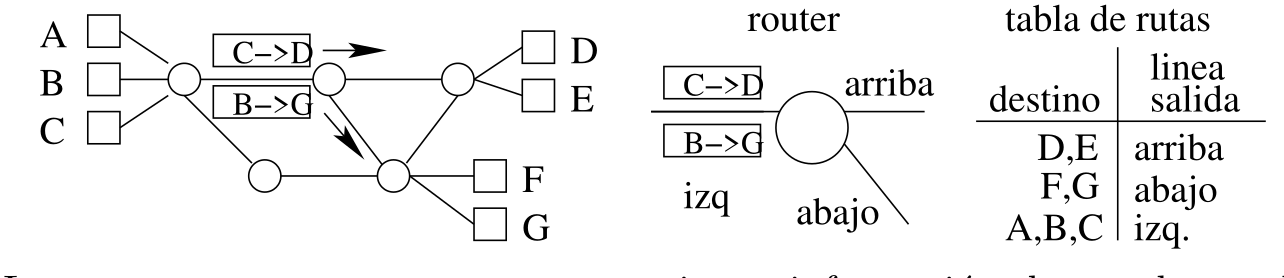 A
B
C
C–>D
B–>G
D
E
F
G
router
C–>D
B–>G
arriba
izq
abajo
tabla de rutas
destino
linea
salida
D,E arriba
F,G abajo
A,B,C izq.